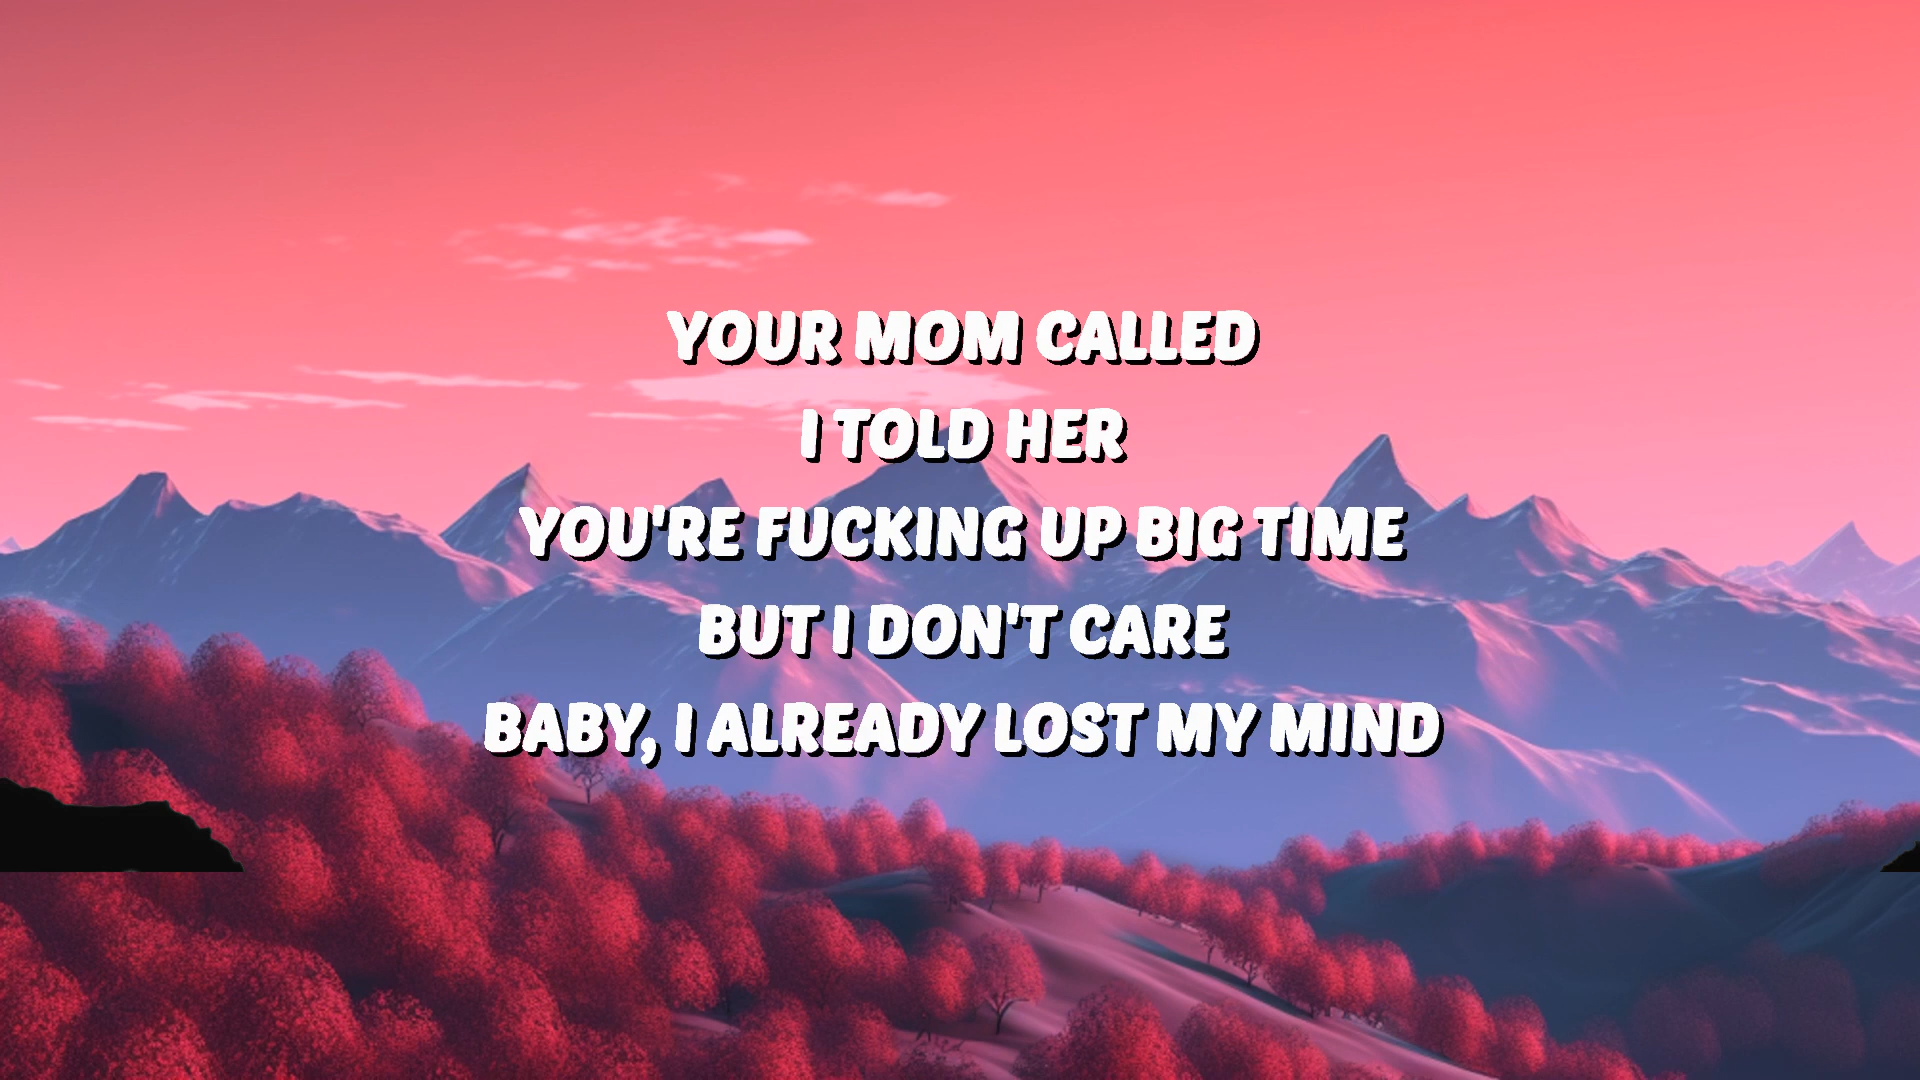 YOUR MOM CALLED
I TOLD HER
YOU'RE FUCKING UP BIG TIME
BUT I DON'T CARE
BABY, I ALREADY LOST MY MIND